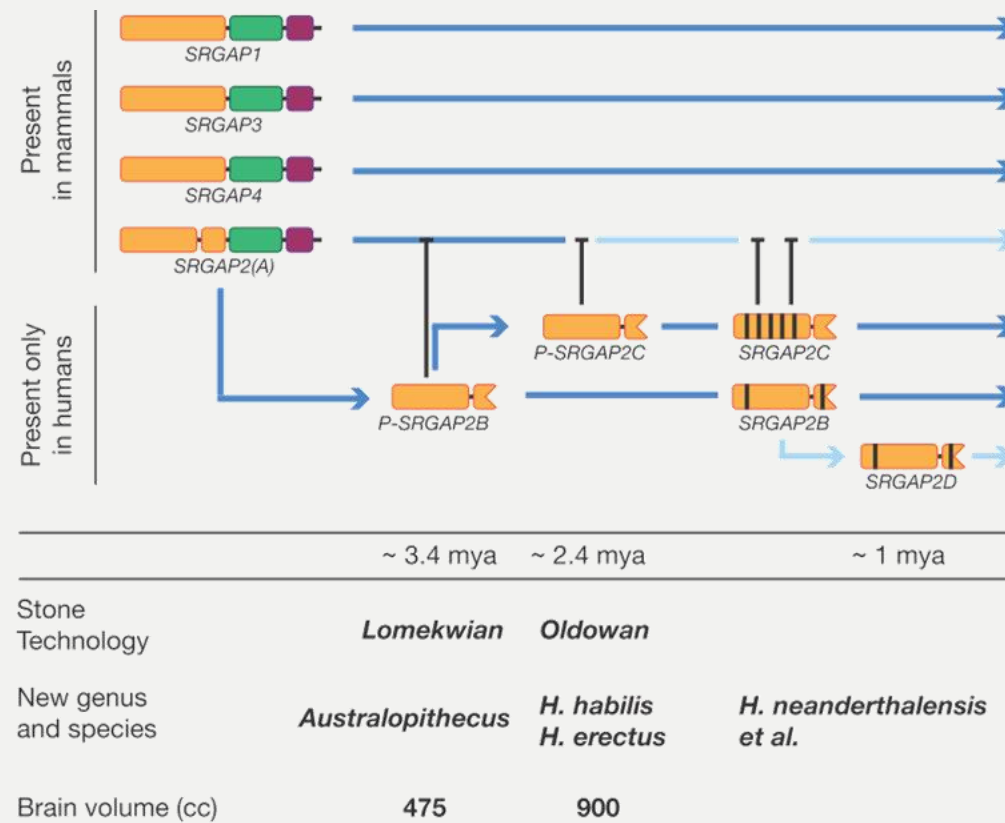 Present
in mammals
SRGAP1
SRGAP3
SRGAP4
SRGAP2(A)
Present only
in humans
P-SRGAP2C
SRGAP2C
P-SRGAP2B
SRGAP2B
SRGAP2D
~ 3.4 mya ~ 2.4 mya ~ 1 mya
Stone
Technology
Lomekwian Oldowan
New genus
and species
Australopithecus
H. habilis
H. erectus
H. neanderthalensis
et al.
Brain volume (cc) 475 900